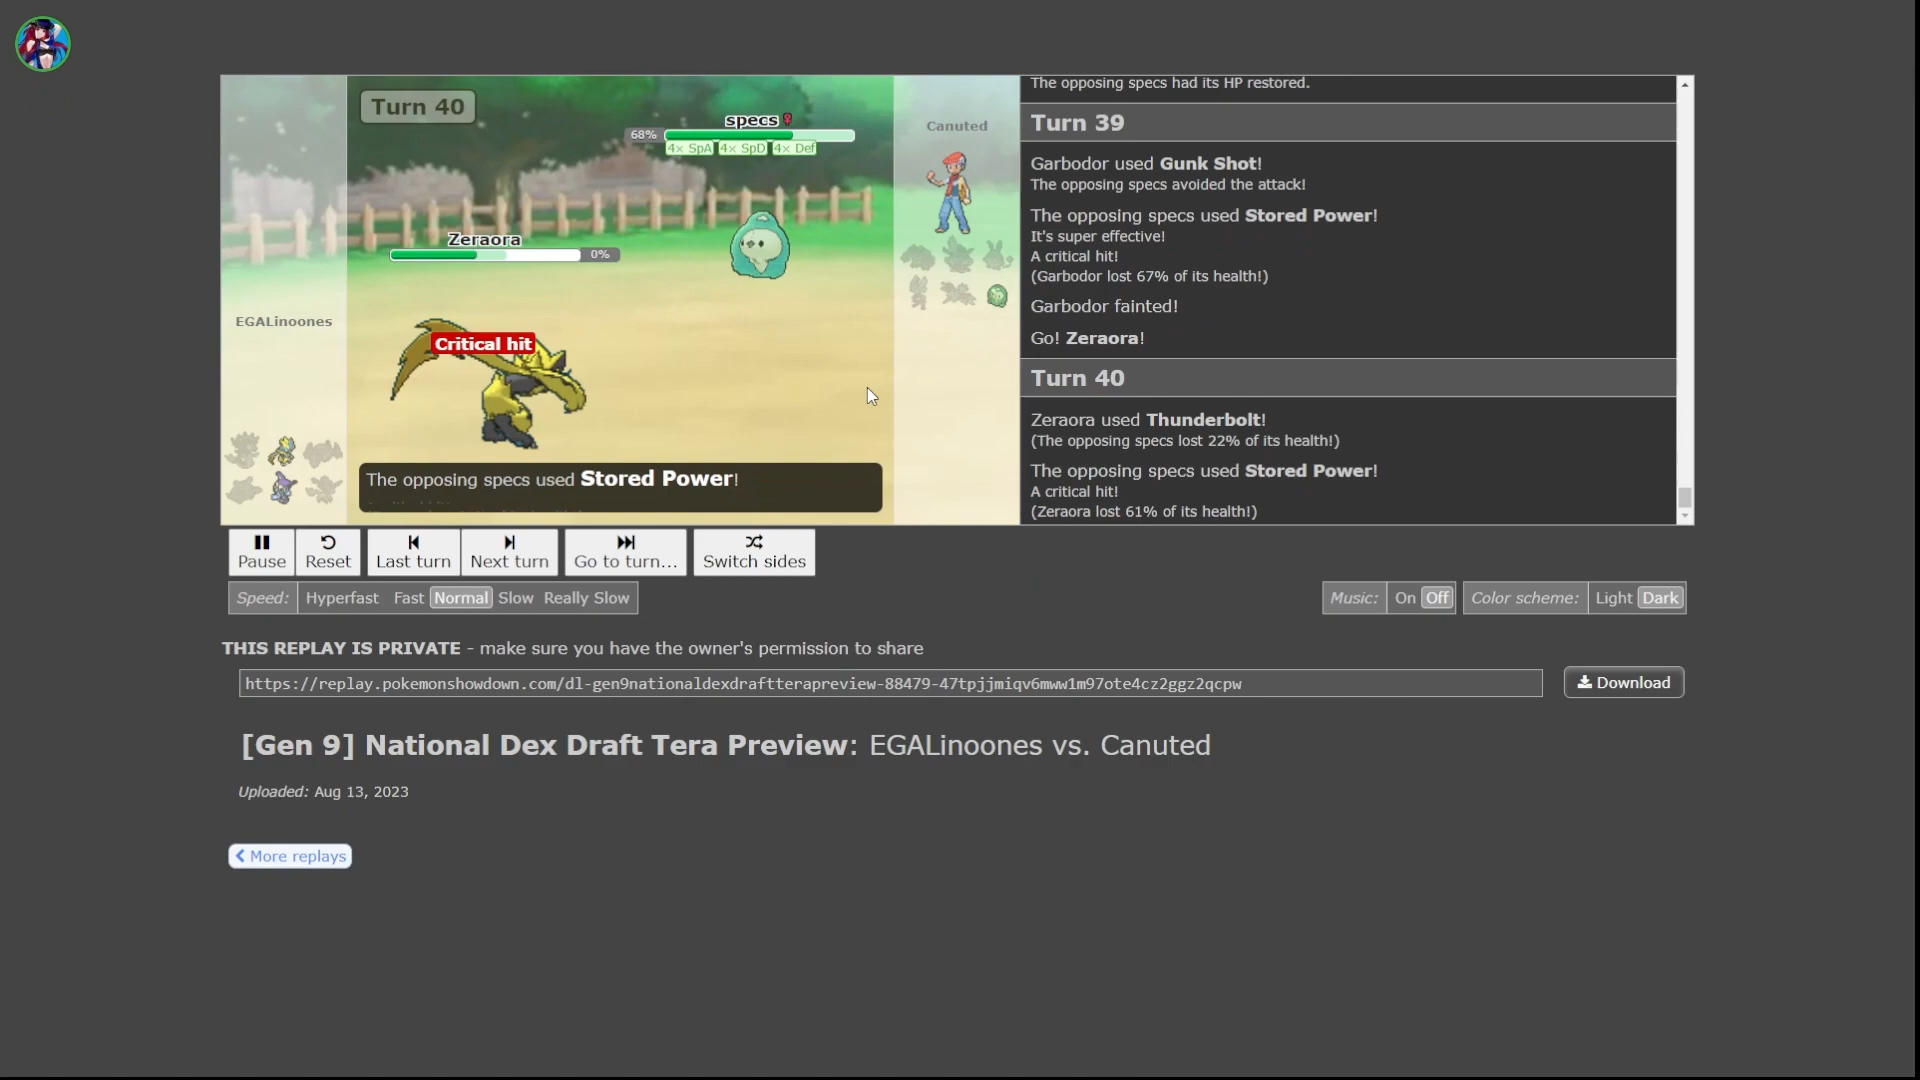 Turn 40
specs
68%
4× SpA 4× SpD 4× Def
Zeraora
0%
Critical hit
EGALinoones
Canuted
The opposing specs used Stored Power!
The opposing specs had its HP restored.
Turn 39
Garbodor used Gunk Shot!
The opposing specs avoided the attack!
The opposing specs used Stored Power!
It's super effective!
A critical hit!
(Garbodor lost 67% of its health!)
Garbodor fainted!
Go! Zeraora!
Turn 40
Zeraora used Thunderbolt!
(The opposing specs lost 22% of its health!)
The opposing specs used Stored Power!
A critical hit!
(Zeraora lost 61% of its health!)
Pause Reset Last turn Next turn Go to turn... Switch sides
Speed: Hyperfast Fast Normal Slow Really Slow
Music: On Off Color scheme: Light Dark
THIS REPLAY IS PRIVATE - make sure you have the owner's permission to share
https://replay.pokemonshowdown.com/dl-gen9nationaldexdraftterapreview-88479-47tpjjmiqv6mww1m97ote4cz2ggz2qcpw
Download
[Gen 9] National Dex Draft Tera Preview: EGALinoones vs. Canuted
Uploaded: Aug 13, 2023
More replays